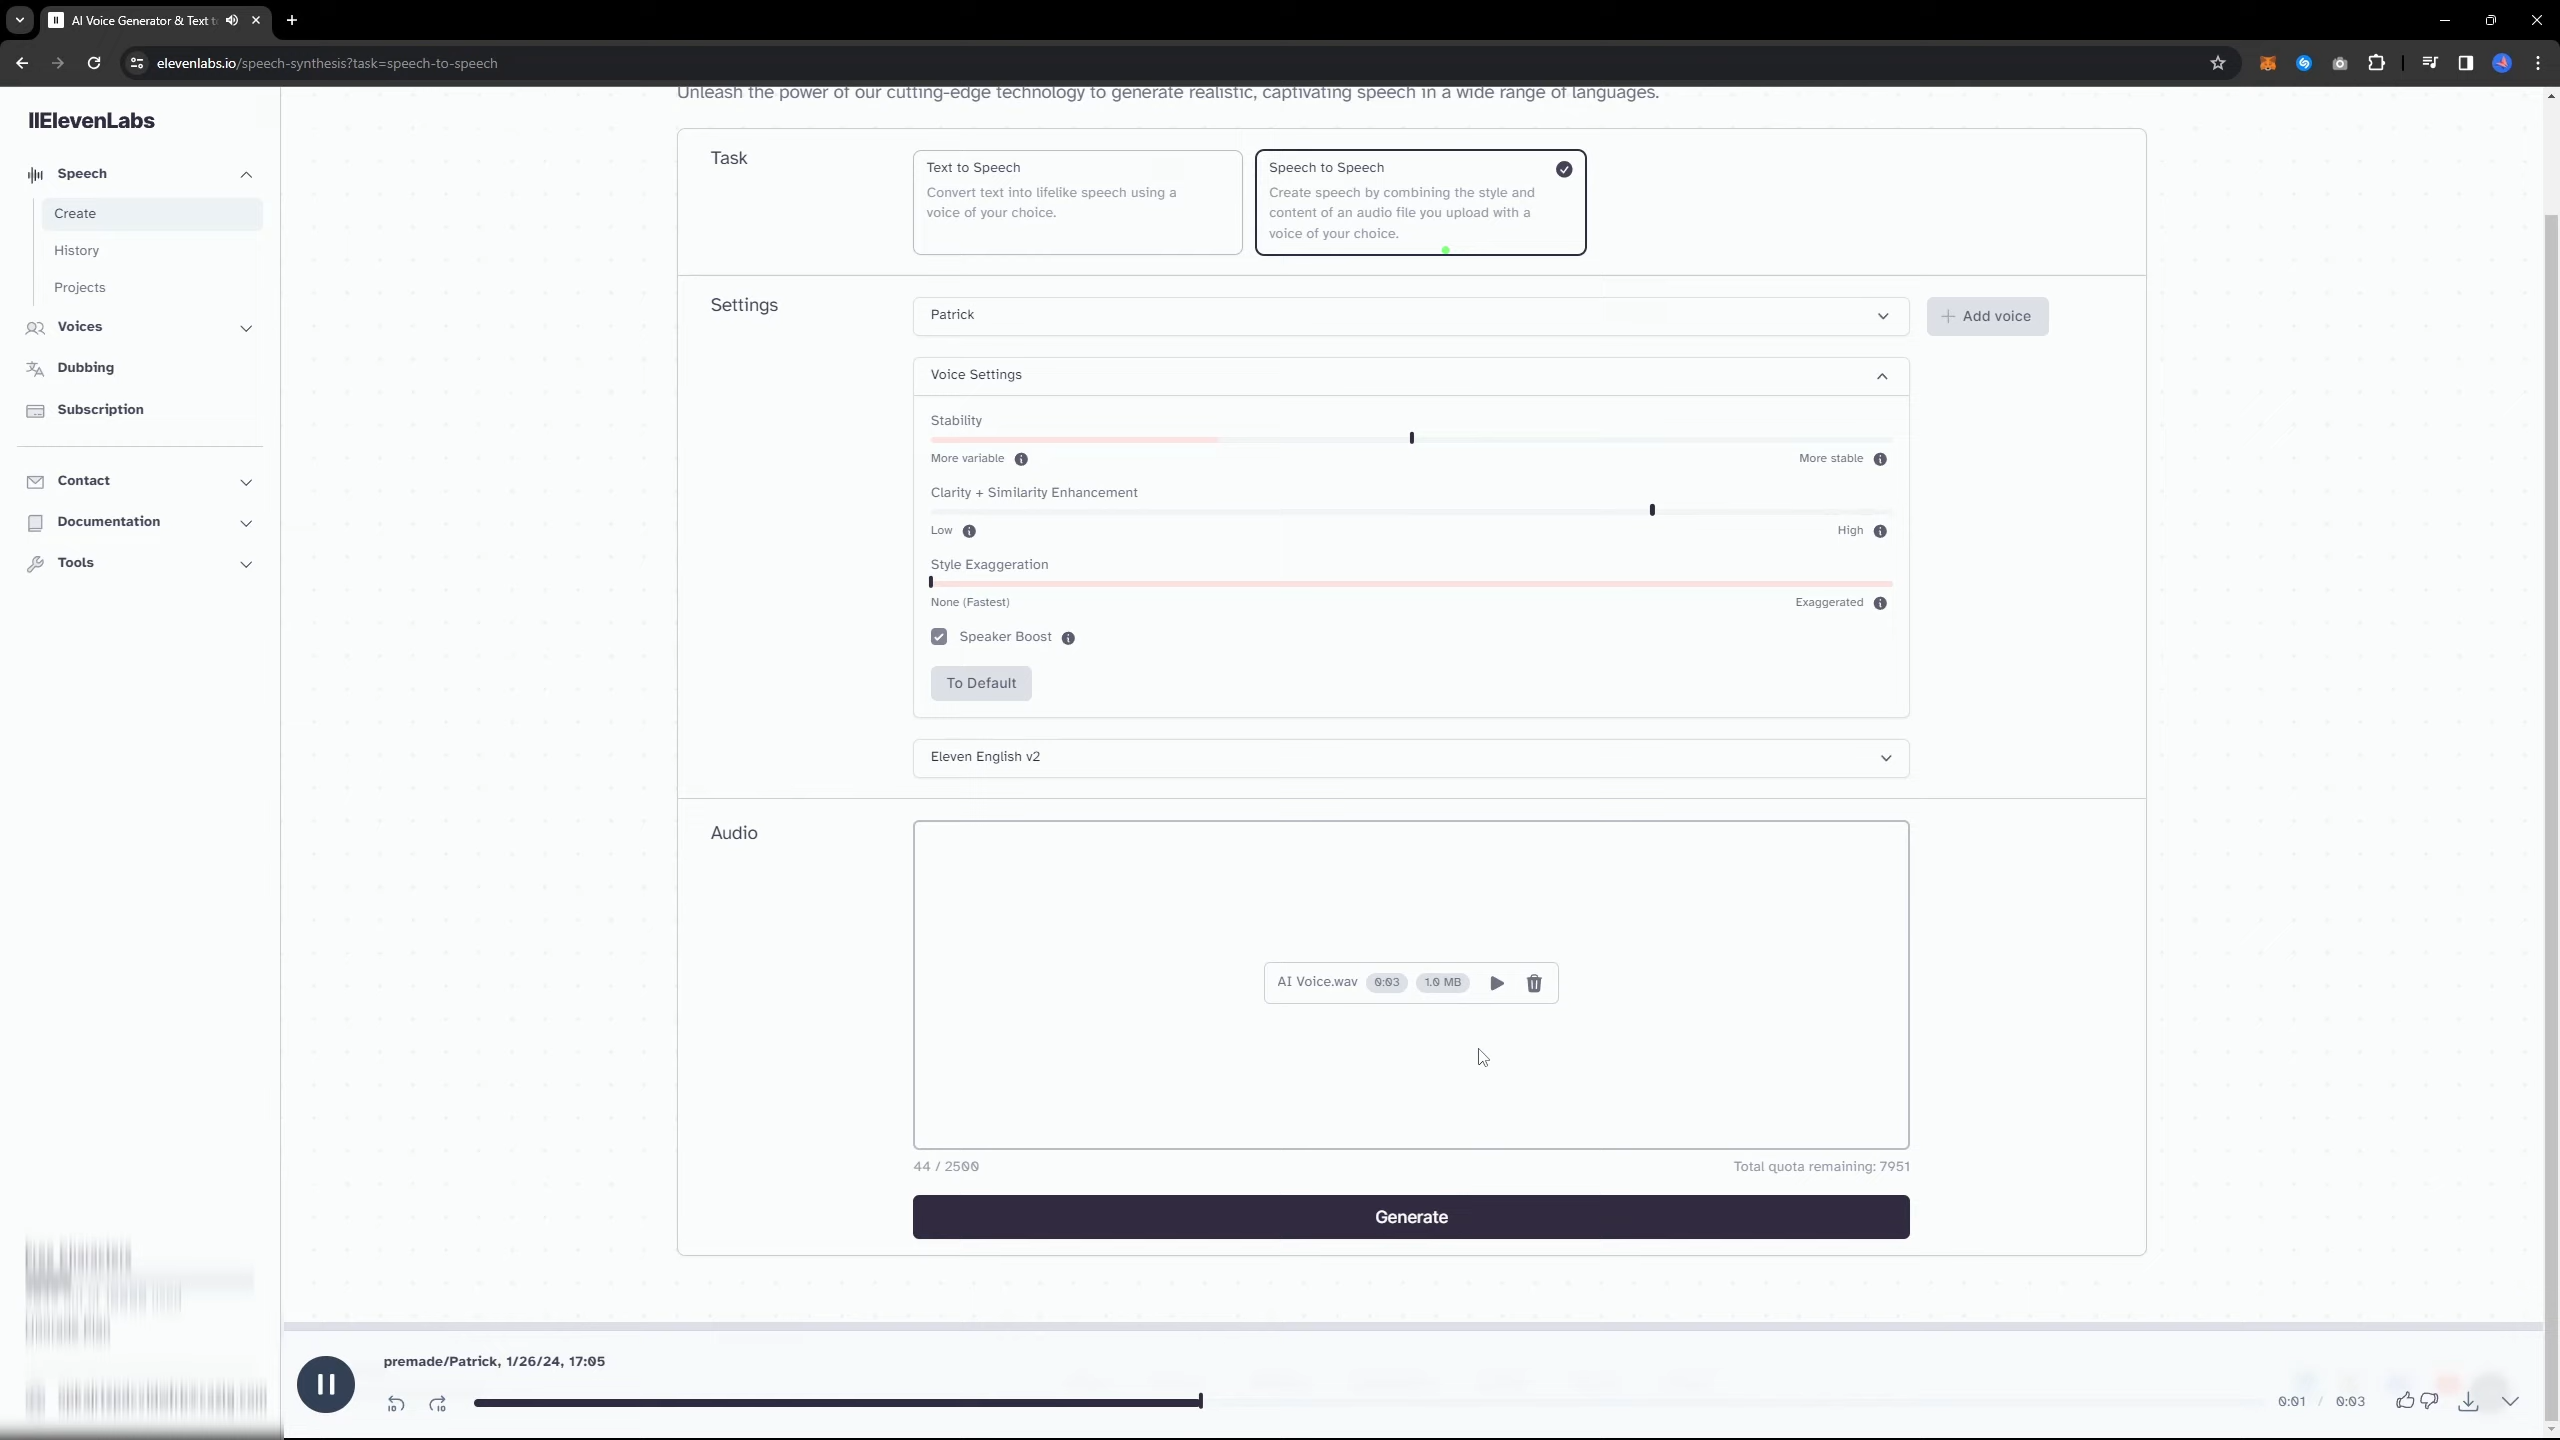 AI Voice Generator & Text to
elevenlabs.io/speech-synthesis?task=speech-to-speech
IIElevenLabs
Speech
Create
History
Projects
Voices
Dubbing
Subscription
Contact
Documentation
Tools
Unleash the power of our cutting-edge technology to generate realistic, captivating speech in a wide range of languages.
Task
Text to Speech
Convert text into lifelike speech using a
voice of your choice.
Speech to Speech
Create speech by combining the style and
content of an audio file you upload with a
voice of your choice.
Settings
Patrick
Add voice
Voice Settings
Stability
More variable
More stable
Clarity + Similarity Enhancement
Low
High
Style Exaggeration
None (Fastest)
Exaggerated
Speaker Boost
To Default
Eleven English v2
Audio
AI Voice.wav 0:03 1.0 MB
44 / 2500
Total quota remaining: 7951
Generate
premade/Patrick, 1/26/24, 17:05
10 10
0:01 / 0:03